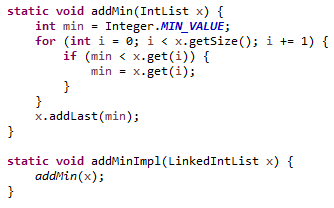 static void addMin(IntList x) {
    int min = Integer.MIN_VALUE;
    for (int i = 0; i < x.getSize(); i += 1) {
        if (min < x.get(i)) {
            min = x.get(i);
        }
    }
    x.addLast(min);
}

static void addMinImpl(LinkedIntList x) {
    addMin(x);
}